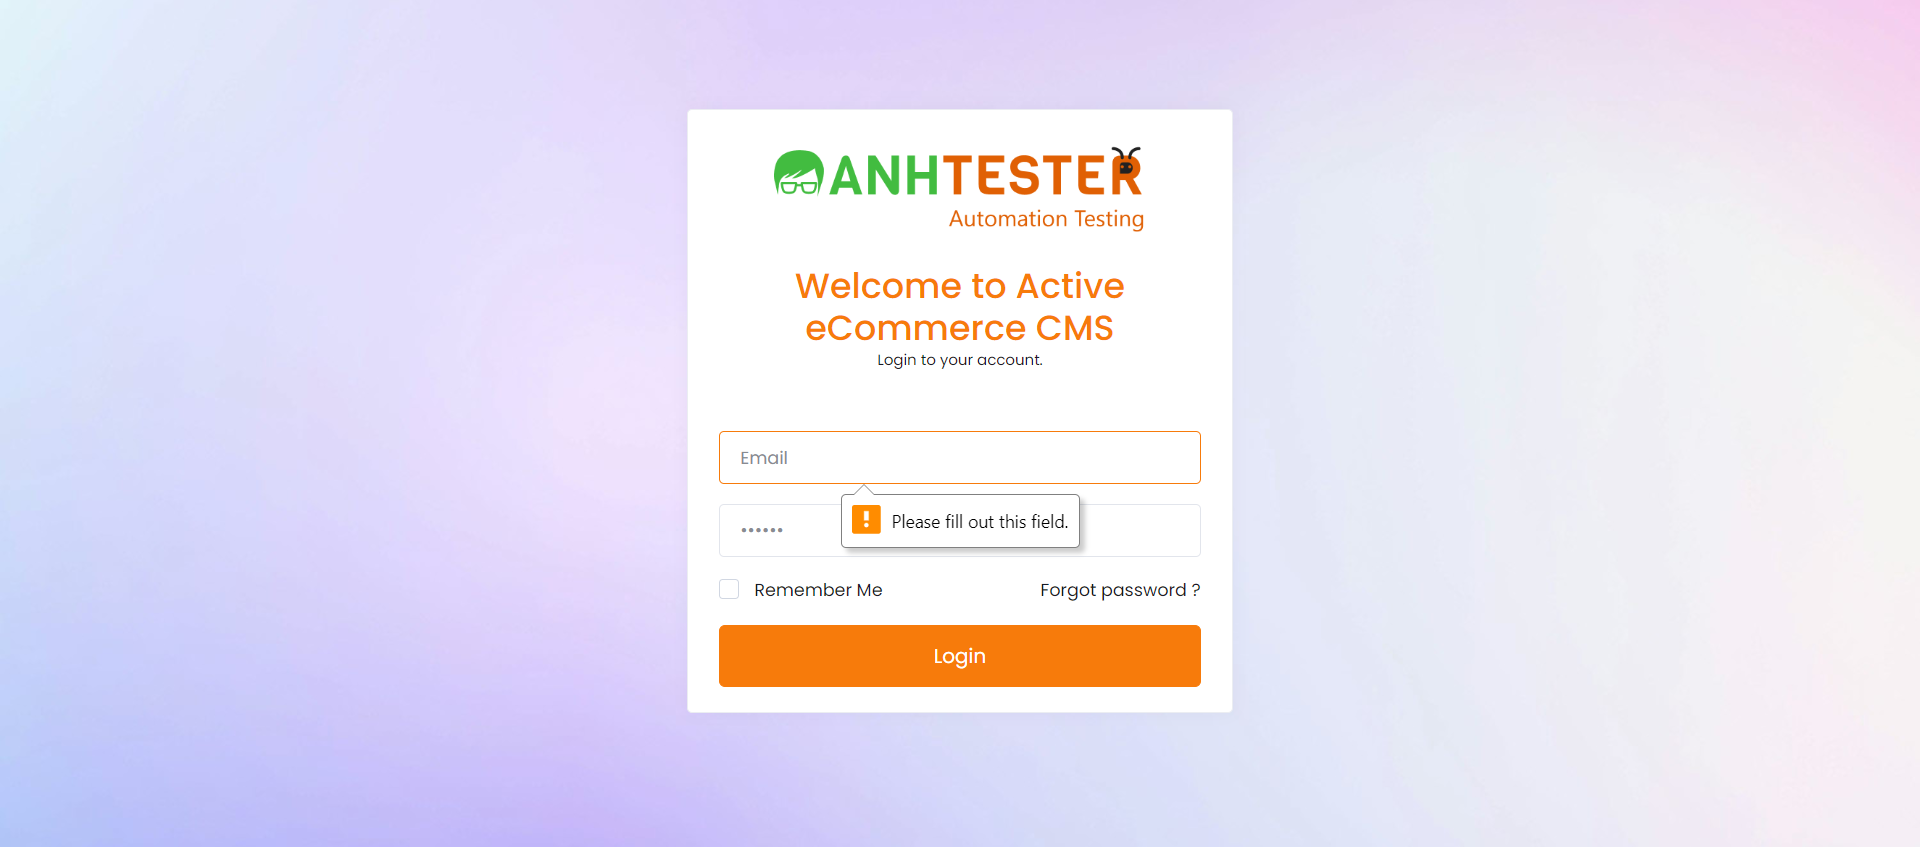 ANHTESTER
Automation Testing
Welcome to Active
eCommerce CMS
Login to your account.
Email
Please fill out this field.
••••••
Remember Me
Forgot password ?
Login